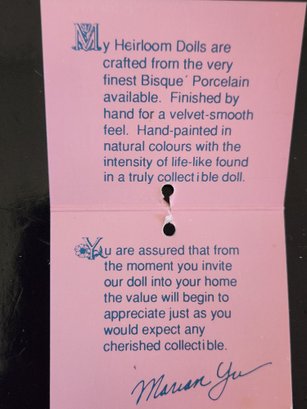 My Heirloom Dolls are
crafted from the very
finest Bisque´ Porcelain
available. Finished by
hand for a velvet-smooth
feel. Hand-painted in
natural colours with the
intensity of life-like found
in a truly collectible doll.
You are assured that from
the moment you invite
our doll into your home
the value will begin to
appreciate just as you
would expect any
cherished collectible.
Marian Yu